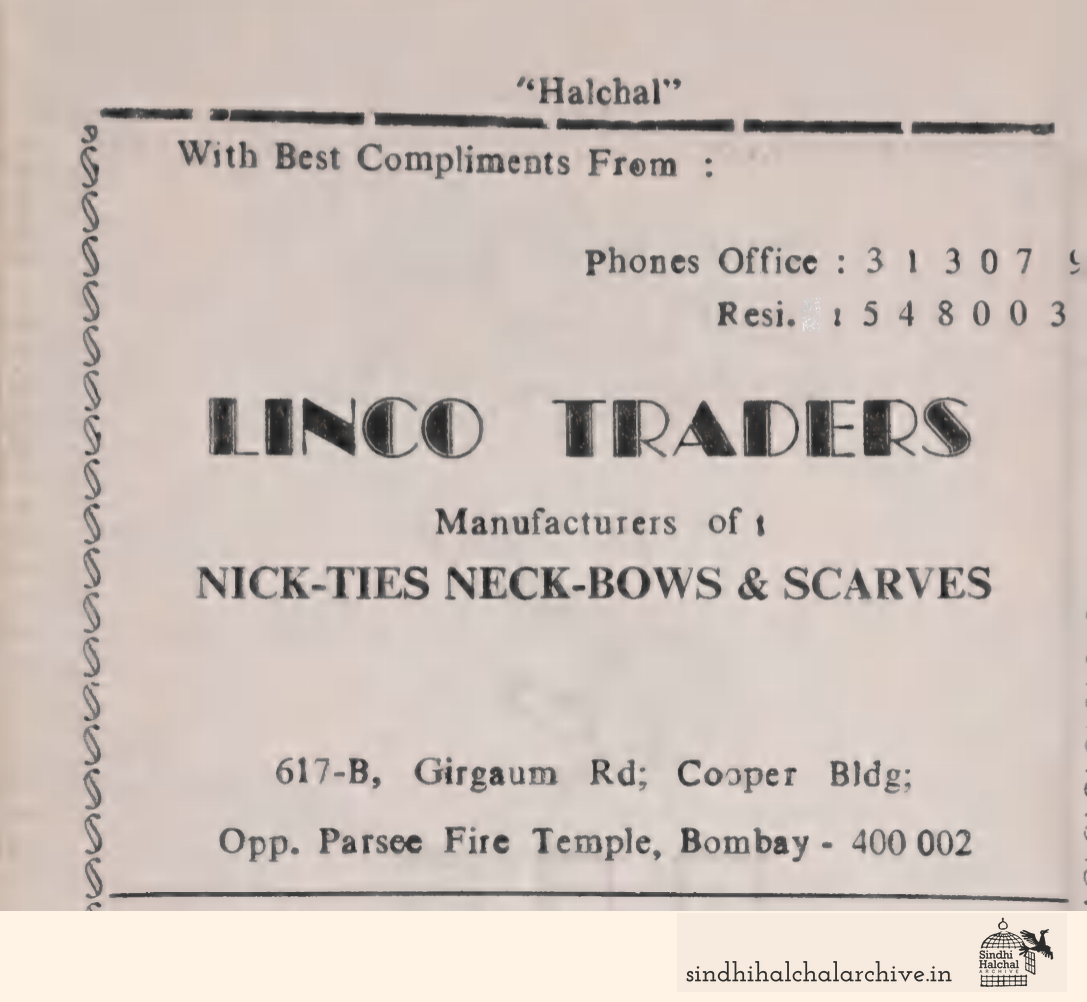 "Halchal"
With Best Compliments From :
Phones Office : 3 1 3 0 7 9
Resi. : 5 4 8 0 0 3
LINCO TRADERS
Manufacturers of :
NICK-TIES NECK-BOWS & SCARVES
617-B, Girgaum Rd; Cooper Bldg;
Opp. Parsee Fire Temple, Bombay - 400 002
sindhihalchalarchive.in
Sindhi
Halchal
ARCHIVE